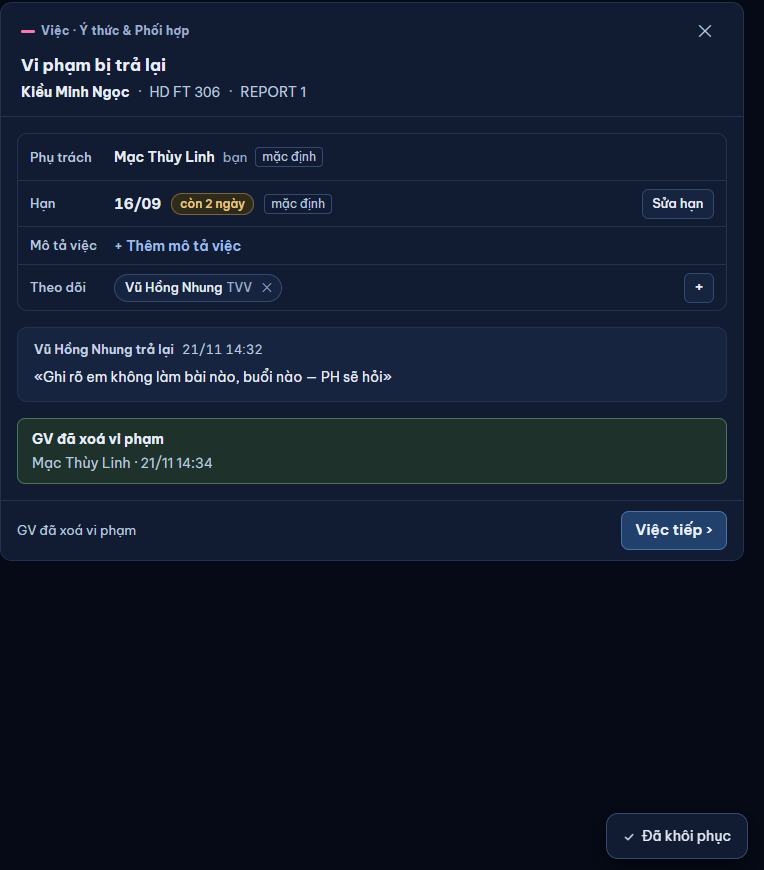 Việc · Ý thức & Phối hợp
Vi phạm bị trả lại
Kiều Minh Ngọc · HD FT 306 · REPORT 1
Phụ trách Mạc Thùy Linh bạn mặc định
Hạn 16/09 còn 2 ngày mặc định Sửa hạn
Mô tả việc + Thêm mô tả việc
Theo dõi Vũ Hồng Nhung TVV ×
+
Vũ Hồng Nhung trả lại 21/11 14:32
«Ghi rõ em không làm bài nào, buổi nào — PH sẽ hỏi»
GV đã xoá vi phạm
Mạc Thùy Linh · 21/11 14:34
GV đã xoá vi phạm Việc tiếp ›
✓ Đã khôi phục